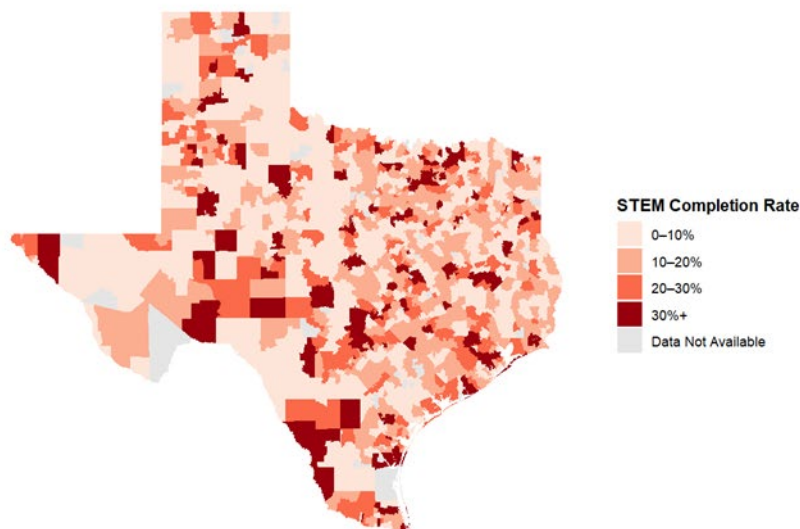 STEM Completion Rate
0–10%
10–20%
20–30%
30%+
Data Not Available